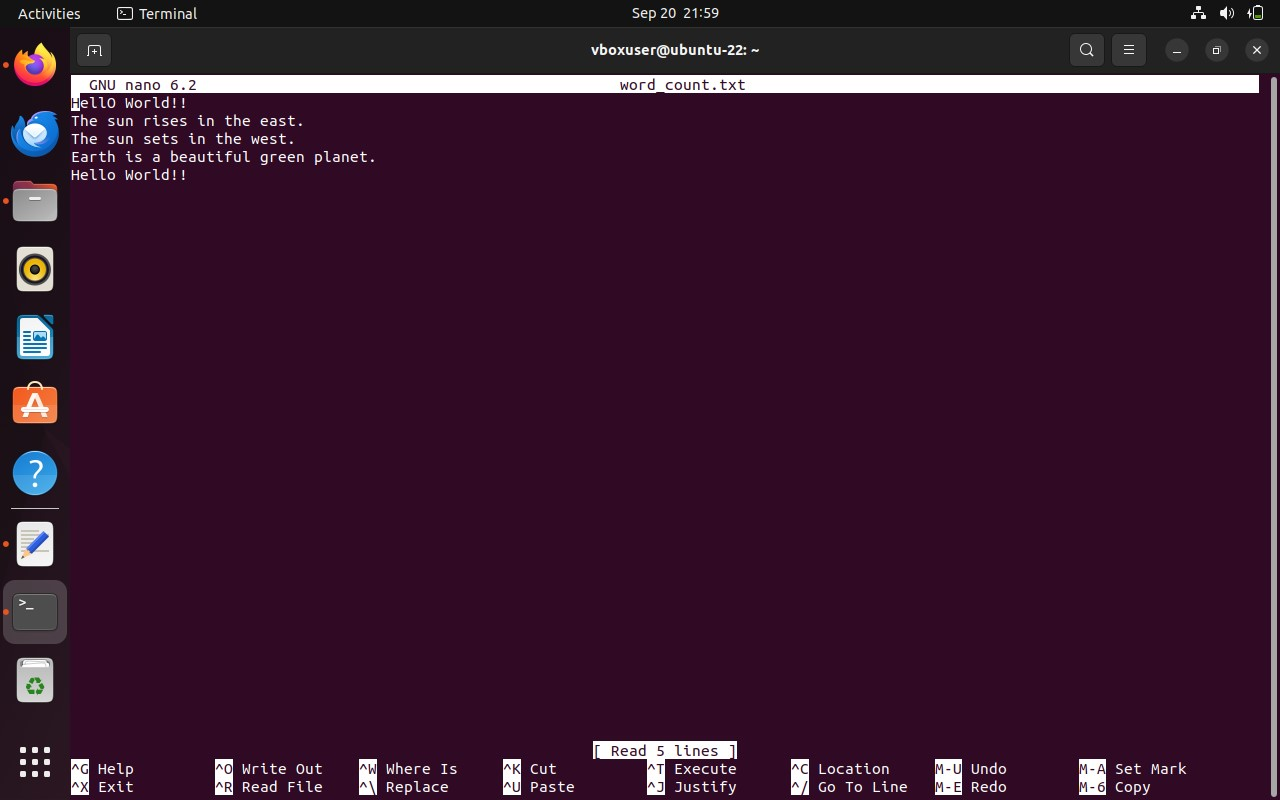 Activities Terminal Sep 20 21:59
vboxuser@ubuntu-22: ~
GNU nano 6.2 word_count.txt
HellO World!!
The sun rises in the east.
The sun sets in the west.
Earth is a beautiful green planet.
Hello World!!
[ Read 5 lines ]
^G Help ^O Write Out ^W Where Is ^K Cut ^T Execute ^C Location M-U Undo M-A Set Mark
^X Exit ^R Read File ^\ Replace ^U Paste ^J Justify ^/ Go To Line M-E Redo M-6 Copy